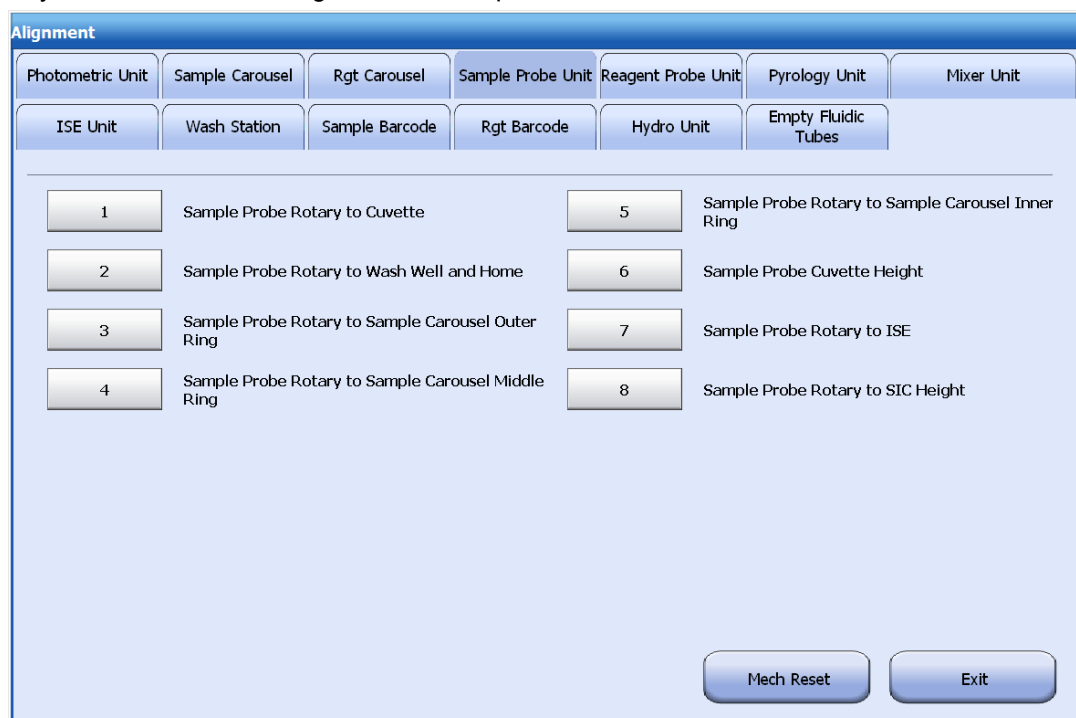 Alignment
Photometric Unit
Sample Carousel
Rgt Carousel
Sample Probe Unit
Reagent Probe Unit
Pyrology Unit
Mixer Unit
ISE Unit
Wash Station
Sample Barcode
Rgt Barcode
Hydro Unit
Empty Fluidic
Tubes
1
Sample Probe Rotary to Cuvette
2
Sample Probe Rotary to Wash Well and Home
3
Sample Probe Rotary to Sample Carousel Outer
Ring
4
Sample Probe Rotary to Sample Carousel Middle
Ring
5
Sample Probe Rotary to Sample Carousel Inner
Ring
6
Sample Probe Cuvette Height
7
Sample Probe Rotary to ISE
8
Sample Probe Rotary to SIC Height
Mech Reset
Exit